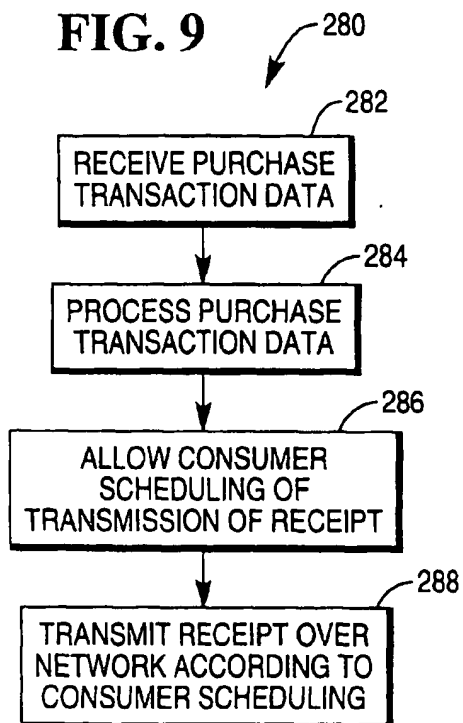 FIG. 9
280
282
RECEIVE PURCHASE
TRANSACTION DATA
284
PROCESS PURCHASE
TRANSACTION DATA
286
ALLOW CONSUMER
SCHEDULING OF
TRANSMISSION OF RECEIPT
288
TRANSMIT RECEIPT OVER
NETWORK ACCORDING TO
CONSUMER SCHEDULING